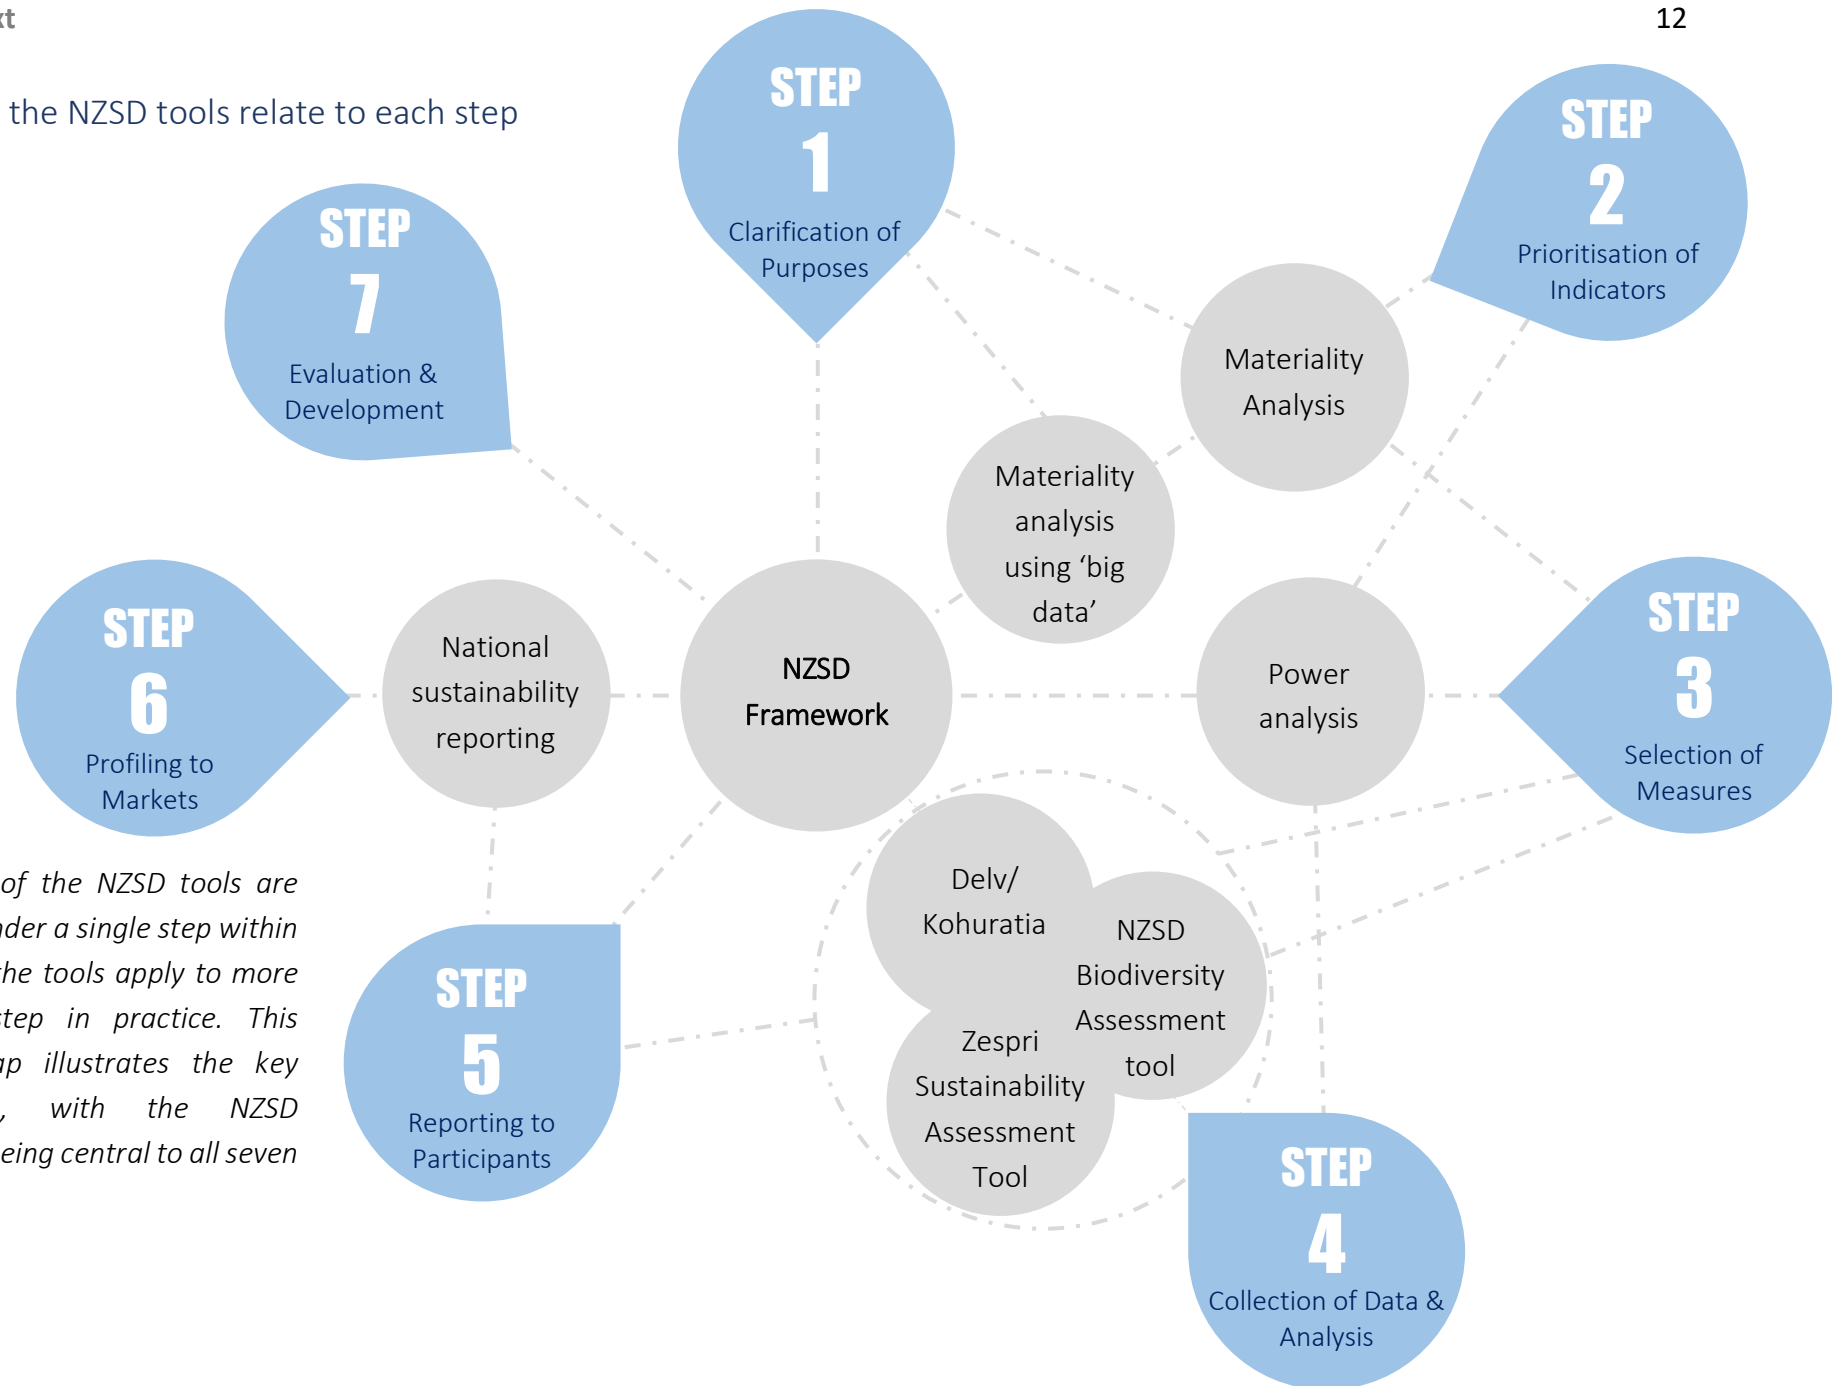 12
the NZSD tools relate to each step
STEP
1
Clarification of
Purposes
STEP
2
Prioritisation of
Indicators
STEP
7
Evaluation &
Development
Materiality
Analysis
Materiality
analysis
using ‘big
data’
STEP
6
Profiling to
Markets
National
sustainability
reporting
NZSD
Framework
Power
analysis
STEP
3
Selection of
Measures
of the NZSD tools are
a single step within
the tools apply to more
step in practice. This
illustrates the key
with the NZSD
central to all seven
STEP
5
Reporting to
Participants
Delv/
Kohuratia
NZSD
Biodiversity
Assessment
tool
Zespri
Sustainability
Assessment
Tool
STEP
4
Collection of Data &
Analysis